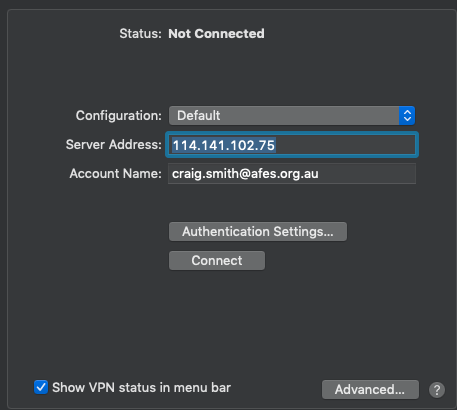 Status: Not Connected
Configuration: Default
Server Address: 114.141.102.75
Account Name: craig.smith@afes.org.au
Authentication Settings...
Connect
Show VPN status in menu bar
Advanced...
?